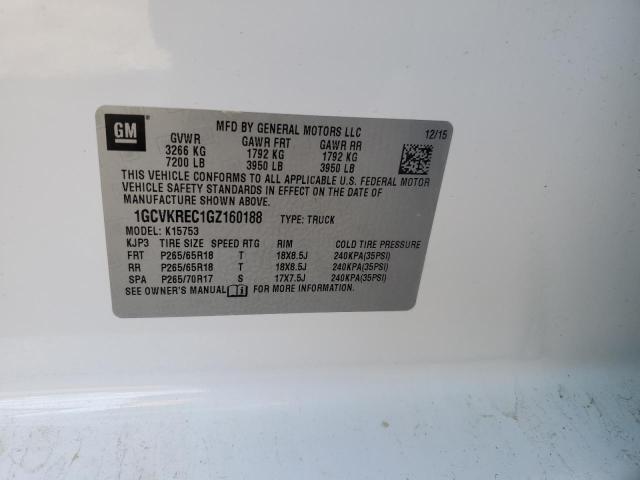 GM
MFD BY GENERAL MOTORS LLC
12/15
GVWR GAWR FRT GAWR RR
3266 KG 1792 KG 1792 KG
7200 LB 3950 LB 3950 LB
THIS VEHICLE CONFORMS TO ALL APPLICABLE U.S. FEDERAL MOTOR
VEHICLE SAFETY STANDARDS IN EFFECT ON THE DATE OF
MANUFACTURE SHOWN ABOVE.
1GCVKREC1GZ160188 TYPE: TRUCK
MODEL: K15753
KJP3 TIRE SIZE SPEED RTG RIM COLD TIRE PRESSURE
FRT P265/65R18 T 18X8.5J 240KPA(35PSI)
RR P265/65R18 T 18X8.5J 240KPA(35PSI)
SPA P265/70R17 S 17X7.5J 240KPA(35PSI)
SEE OWNER'S MANUAL FOR MORE INFORMATION.